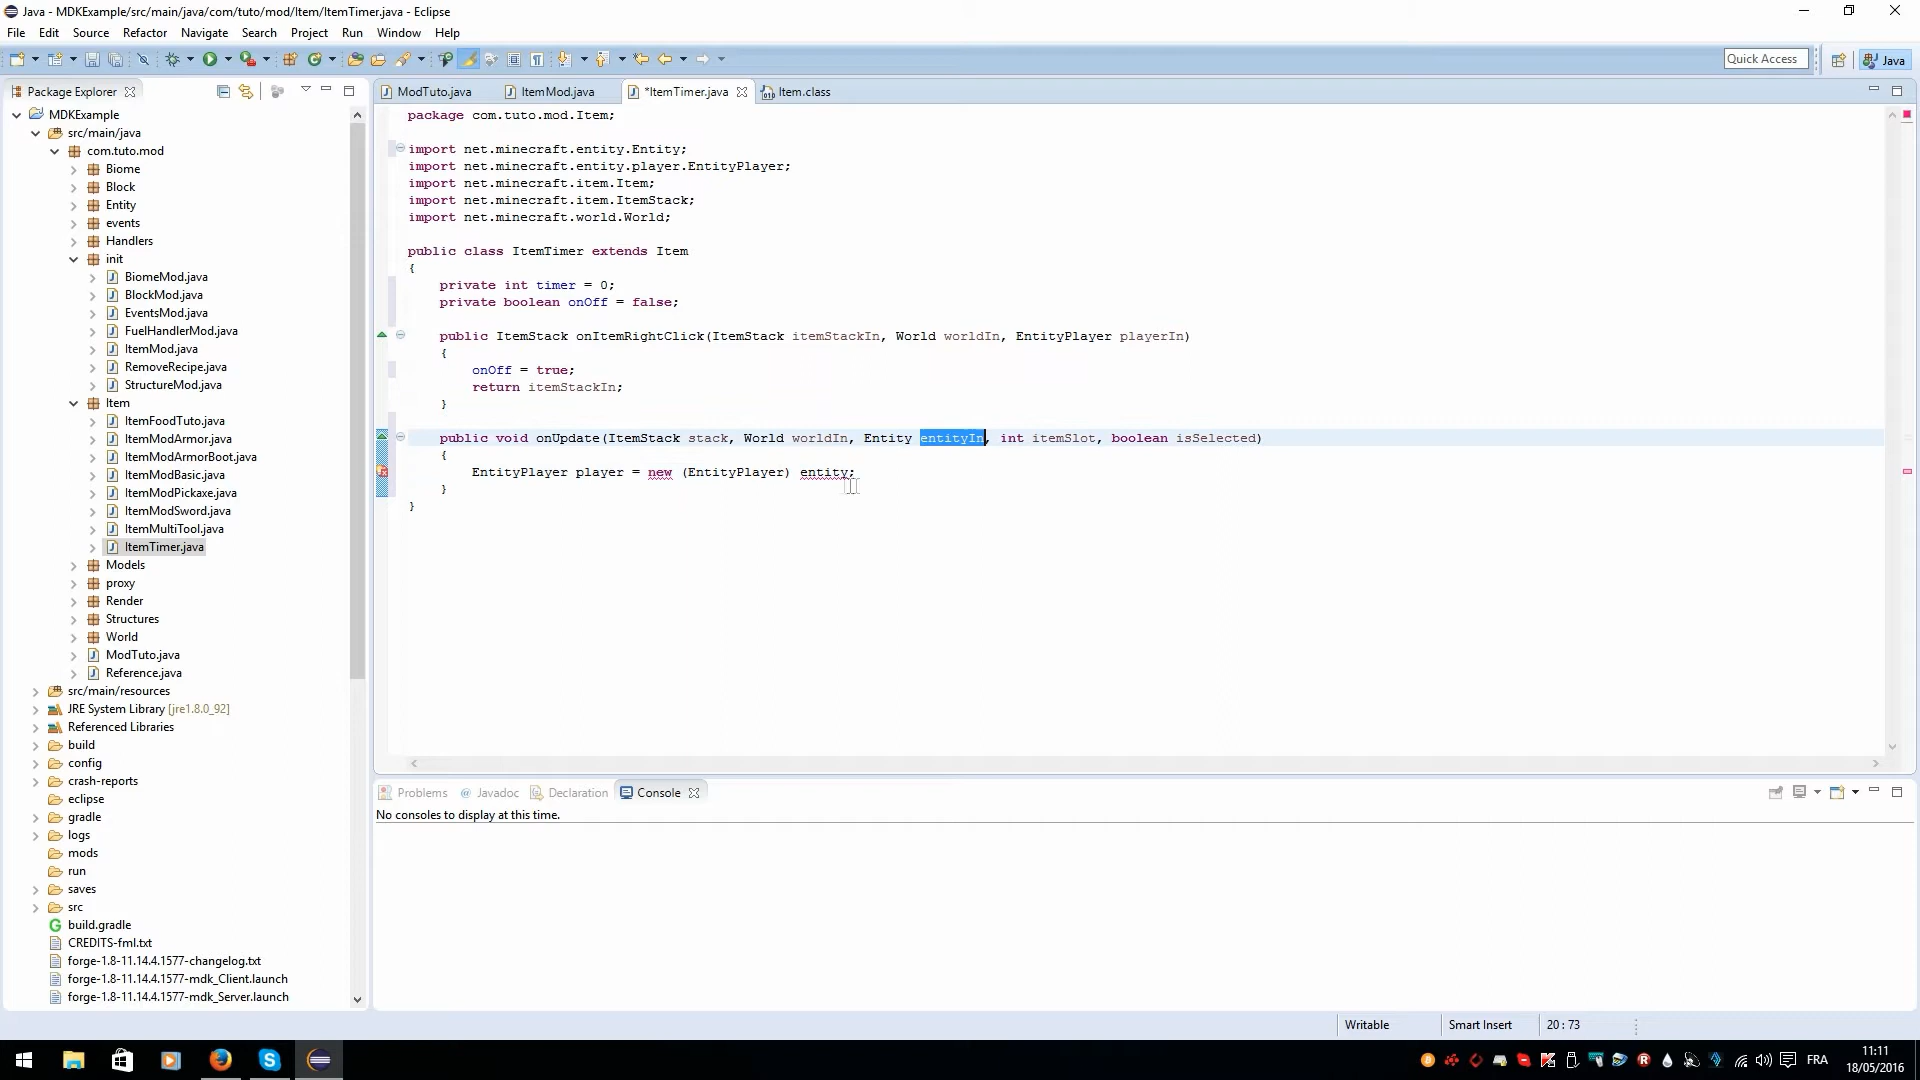 Java - MDKExample/src/main/java/com/tuto/mod/Item/ItemTimer.java - Eclipse
File Edit Source Refactor Navigate Search Project Run Window Help
Quick Access
Java
Package Explorer
MDKExample
src/main/java
com.tuto.mod
Biome
Block
Entity
events
Handlers
init
BiomeMod.java
BlockMod.java
EventsMod.java
FuelHandlerMod.java
ItemMod.java
RemoveRecipe.java
StructureMod.java
Item
ItemFoodTuto.java
ItemModArmor.java
ItemModArmorBoot.java
ItemModBasic.java
ItemModPickaxe.java
ItemModSword.java
ItemMultiTool.java
ItemTimer.java
Models
proxy
Render
Structures
World
ModTuto.java
Reference.java
src/main/resources
JRE System Library [jre1.8.0_92]
Referenced Libraries
build
config
crash-reports
eclipse
gradle
logs
mods
run
saves
src
build.gradle
CREDITS-fml.txt
forge-1.8-11.14.4.1577-changelog.txt
forge-1.8-11.14.4.1577-mdk_Client.launch
forge-1.8-11.14.4.1577-mdk_Server.launch
ModTuto.java ItemMod.java *ItemTimer.java Item.class
package com.tuto.mod.Item;
import net.minecraft.entity.Entity;
import net.minecraft.entity.player.EntityPlayer;
import net.minecraft.item.Item;
import net.minecraft.item.ItemStack;
import net.minecraft.world.World;
public class ItemTimer extends Item
{
private int timer = 0;
private boolean onOff = false;
public ItemStack onItemRightClick(ItemStack itemStackIn, World worldIn, EntityPlayer playerIn)
{
onOff = true;
return itemStackIn;
}
public void onUpdate(ItemStack stack, World worldIn, Entity entityIn, int itemSlot, boolean isSelected)
{
EntityPlayer player = new (EntityPlayer) entity;
}
}
Problems @ Javadoc Declaration Console
No consoles to display at this time.
Writable Smart Insert 20 : 73
FRA
11:11
18/05/2016